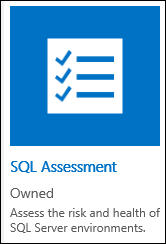 SQL Assessment
Owned
Assess the risk and health of
SQL Server environments.